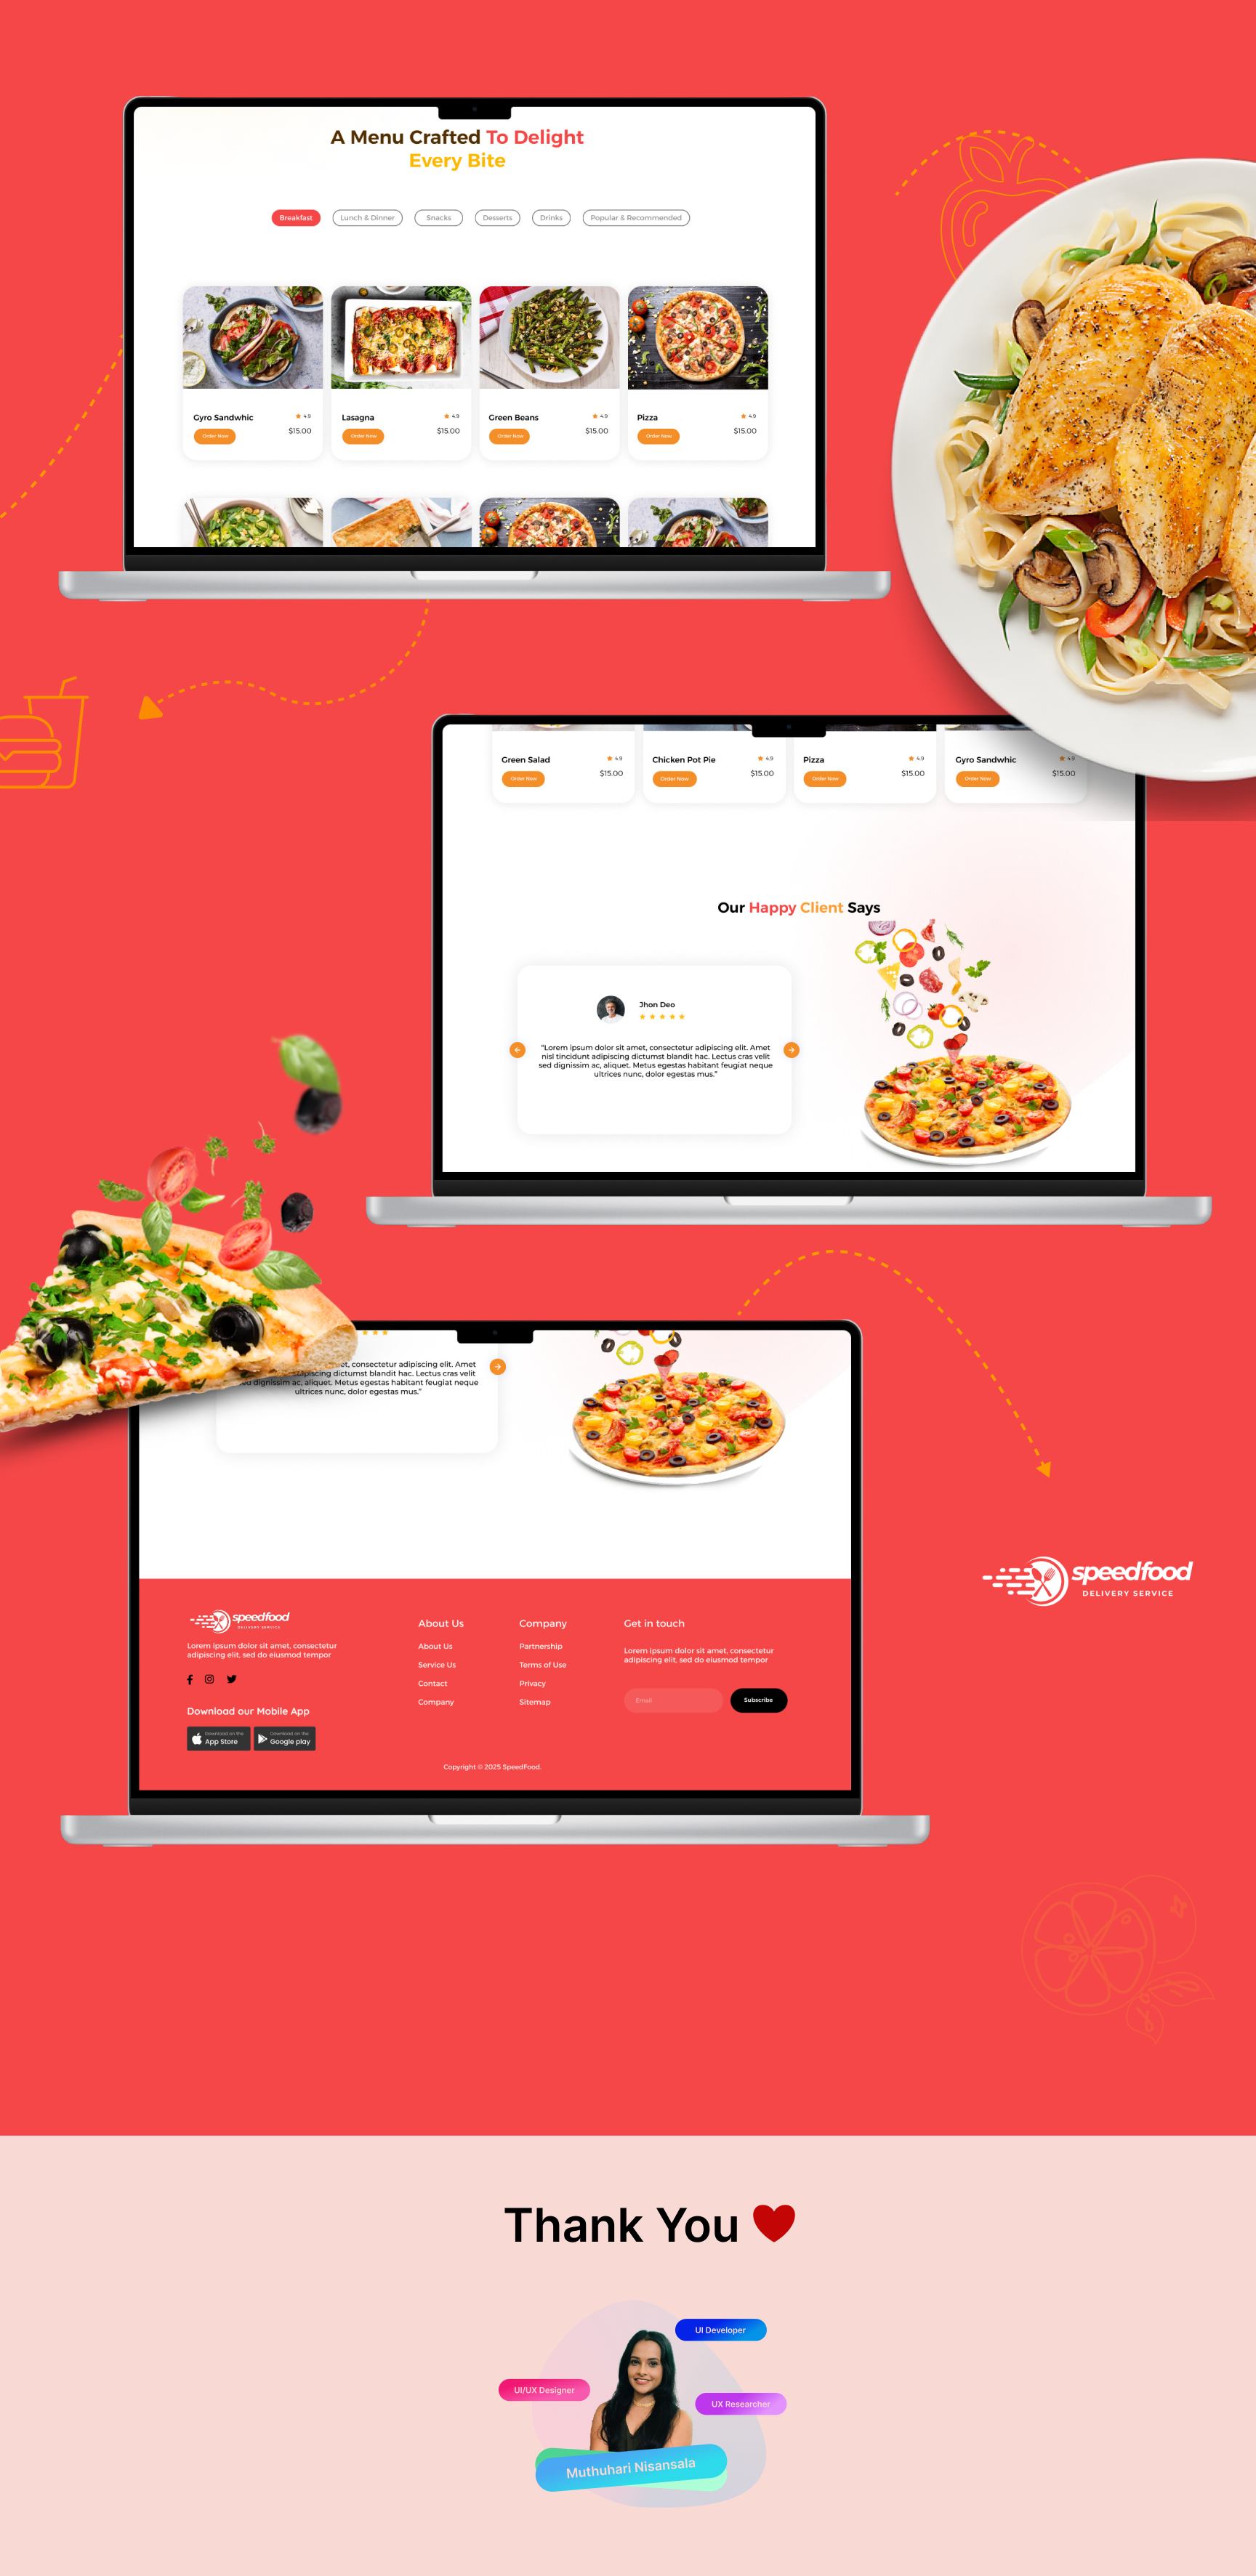 A Menu Crafted To Delight
Every Bite
Breakfast
Lunch & Dinner
Snacks
Desserts
Drinks
Popular & Recommended
Gyro Sandwhic
4.9
Order Now
$15.00
Lasagna
4.9
Order Now
$15.00
Green Beans
4.9
Order Now
$15.00
Pizza
4.9
Order Now
$15.00
Green Salad
4.9
Order Now
$15.00
Chicken Pot Pie
4.9
Order Now
$15.00
Pizza
4.9
Order Now
$15.00
Gyro Sandwhic
4.9
Order Now
$15.00
Our Happy Client Says
Jhon Deo
“Lorem ipsum dolor sit amet, consectetur adipiscing elit. Amet
nisl tincidunt adipiscing dictumst blandit hac. Lectus cras velit
sed dignissim ac, aliquet. Metus egestas habitant feugiat neque
ultrices nunc, dolor egestas mus.”
consectetur adipiscing elit. Amet
dictumst blandit hac. Lectus cras velit
dignissim ac, aliquet. Metus egestas habitant feugiat neque
ultrices nunc, dolor egestas mus.”
speedfood
DELIVERY SERVICE
speedfood
DELIVERY SERVICE
Lorem ipsum dolor sit amet, consectetur
adipiscing elit, sed do eiusmod tempor
Download our Mobile App
Download on the
App Store
Download on the
Google play
About Us
About Us
Service Us
Contact
Company
Company
Partnership
Terms of Use
Privacy
Sitemap
Get in touch
Lorem ipsum dolor sit amet, consectetur
adipiscing elit, sed do eiusmod tempor
Email
Subscribe
Copyright © 2025 SpeedFood.
Thank You
UI Developer
UI/UX Designer
UX Researcher
Muthuhari Nisansala